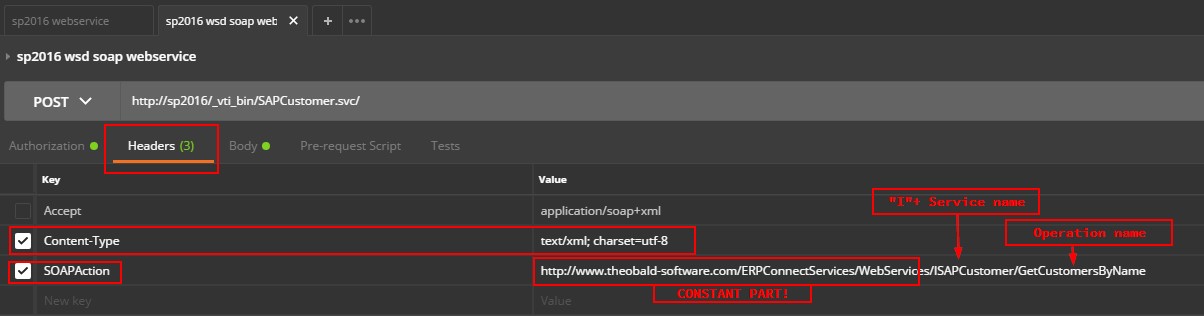 sp2016 webservice
sp2016 wsd soap web ✕ + •••
sp2016 wsd soap webservice
POST http://sp2016/_vti_bin/SAPCustomer.svc/
Authorization Headers (3) Body Pre-request Script Tests
Key Value
"I"+ Service name
Accept application/soap+xml
Operation name
Content-Type text/xml; charset=utf-8
SOAPAction http://www.theobald-software.com/ERPConnectServices/WebServices/ISAPCustomer/GetCustomersByName
CONSTANT PART!
New key Value